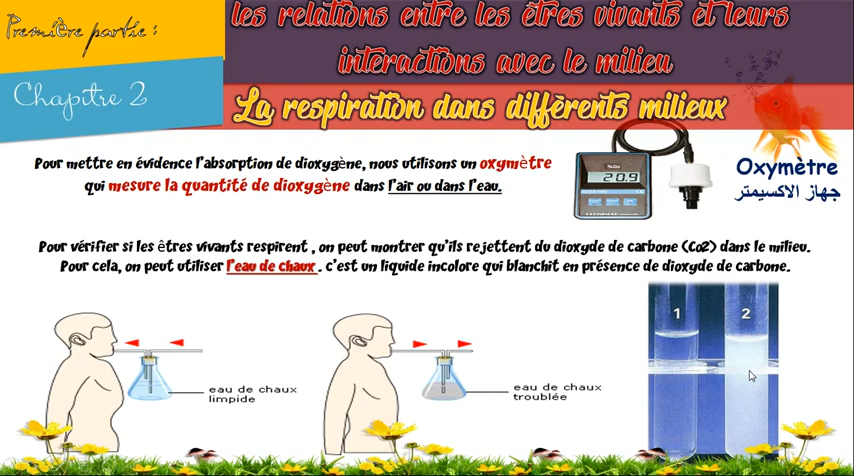 Première partie :
Chapitre 2
les relations entre les êtres vivants et leurs
interactions avec le milieu
La respiration dans différents milieux
Pour mettre en évidence l'absorption de dioxygène, nous utilisons un oxymètre
qui mesure la quantité de dioxygène dans l'air ou dans l'eau.
%O2
20.9
Oxymètre
جهاز الاكسيمتر
Pour vérifier si les êtres vivants respirent , on peut montrer qu'ils rejettent du dioxyde de carbone (Co2) dans le milieu.
Pour cela, on peut utiliser l'eau de chaux , c'est un liquide incolore qui blanchit en présence de dioxyde de carbone.
eau de chaux
limpide
eau de chaux
troublée
1
2